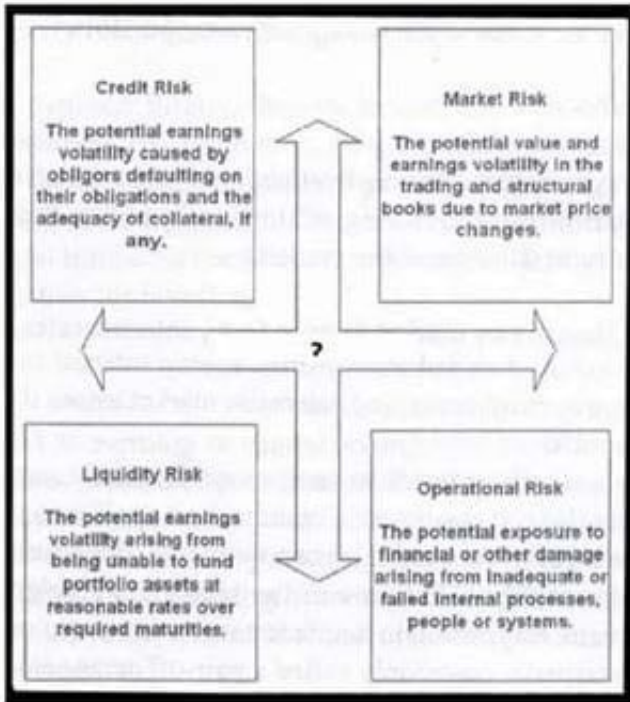 Credit Risk
The potential earnings
volatility caused by
obligors defaulting on
their obligations and the
adequacy of collateral, if
any.
Market Risk
The potential value and
earnings volatility in the
trading and structural
books due to market price
changes.
?
Liquidity Risk
The potential earnings
volatility arising from
being unable to fund
portfolio assets at
reasonable rates over
required maturities.
Operational Risk
The potential exposure to
financial or other damage
arising from inadequate or
failed internal processes,
people or systems.